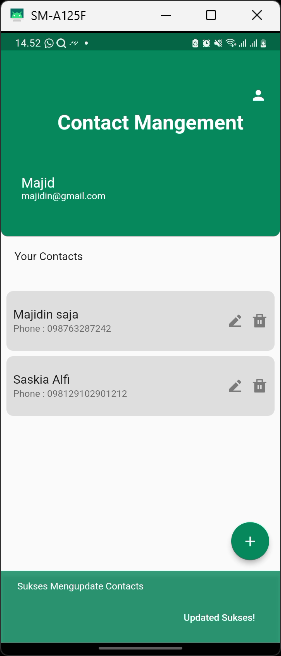 SM-A125F
14.52
Contact Mangement
Majid
majidin@gmail.com
Your Contacts
Majidin saja
Phone : 098763287242
Saskia Alfi
Phone : 098129102901212
Sukses Mengupdate Contacts
Updated Sukses!